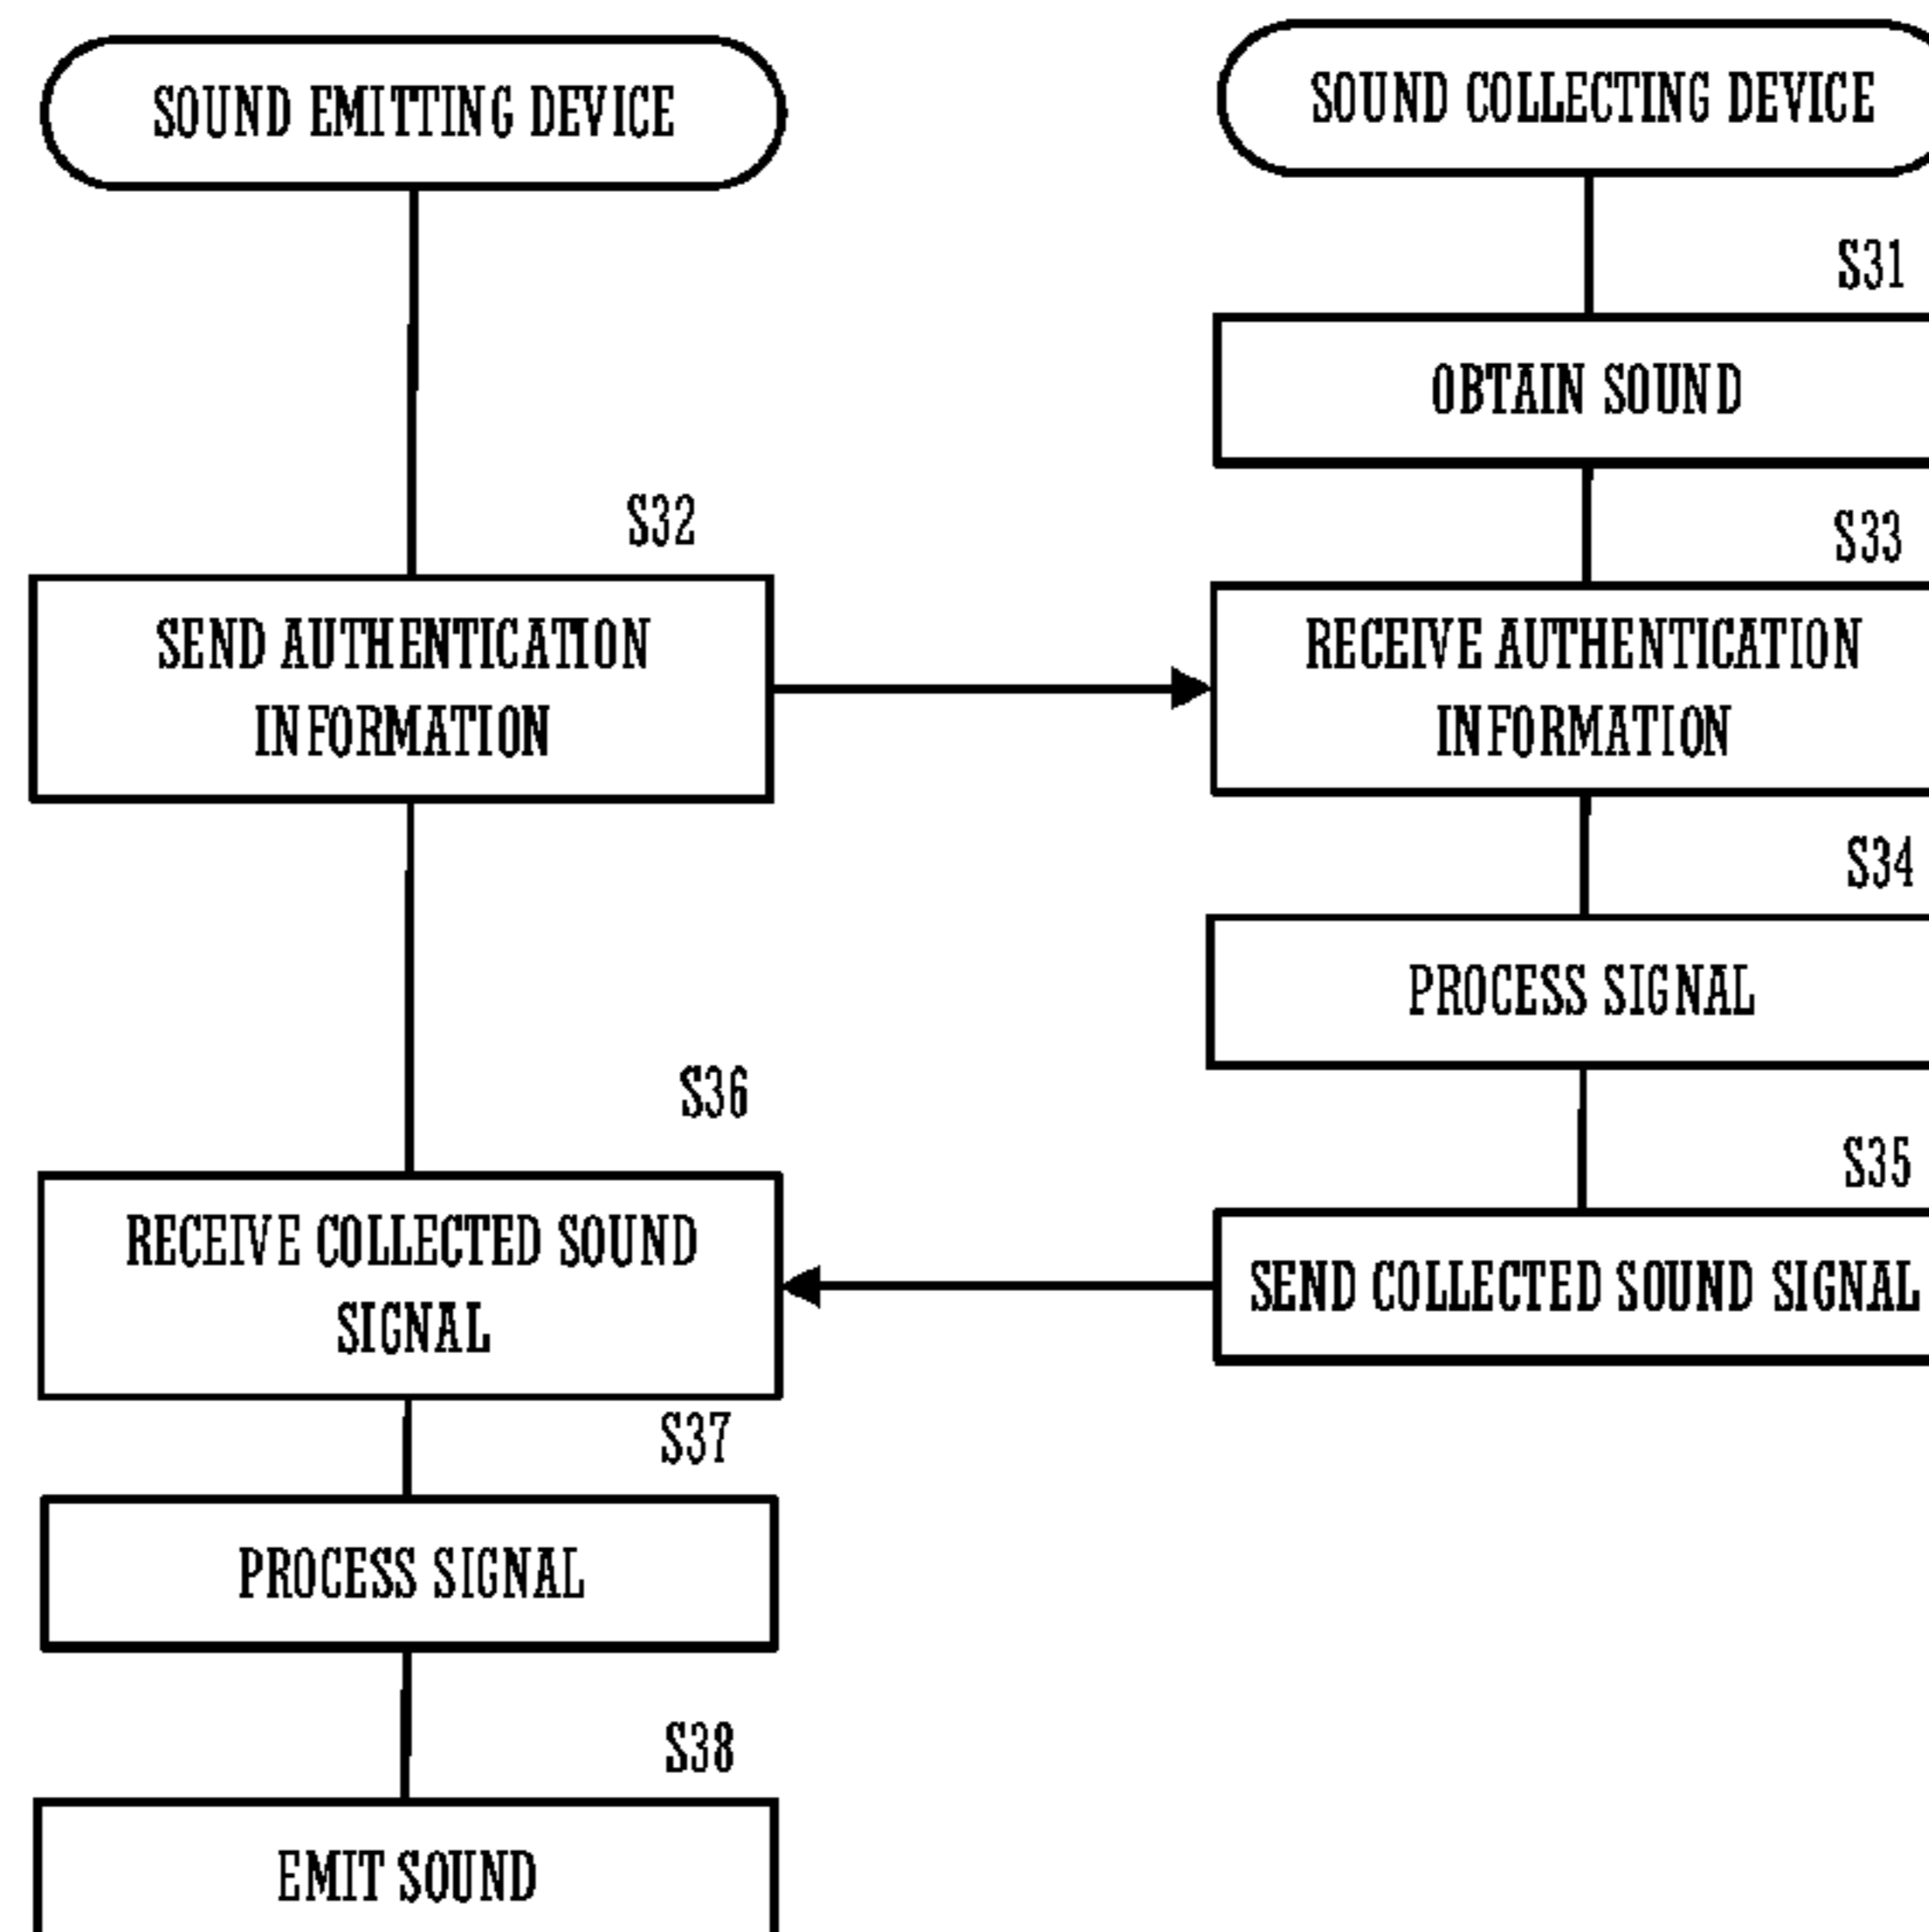 SOUND EMITTING DEVICE
SOUND COLLECTING DEVICE
S31
OBTAIN SOUND
S32
SEND AUTHENTICATION
INFORMATION
S33
RECEIVE AUTHENTICATION
INFORMATION
S34
PROCESS SIGNAL
S35
SEND COLLECTED SOUND SIGNAL
S36
RECEIVE COLLECTED SOUND
SIGNAL
S37
PROCESS SIGNAL
S38
EMIT SOUND